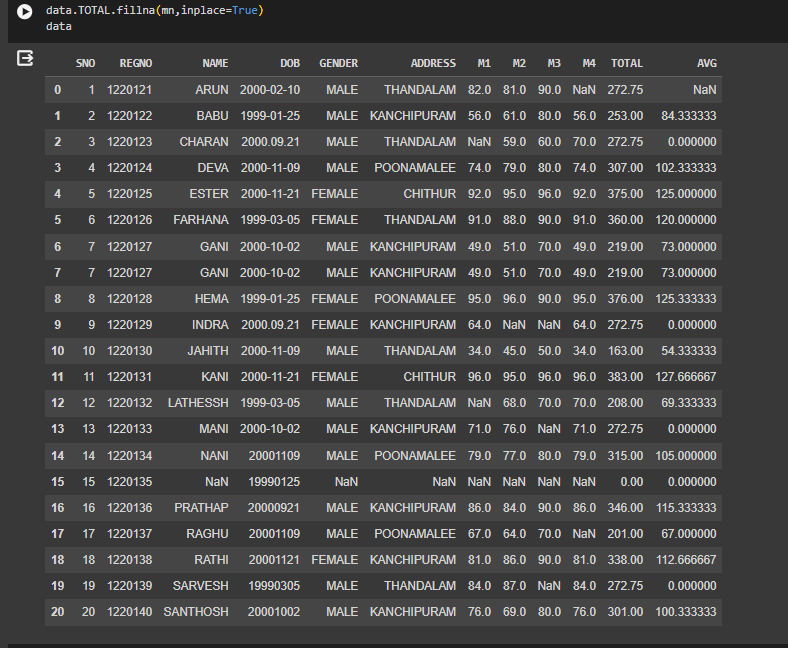 data.TOTAL.fillna(mn,inplace=True)
data
SNO REGNO NAME DOB GENDER ADDRESS M1 M2 M3 M4 TOTAL AVG
0 1 1220121 ARUN 2000-02-10 MALE THANDALAM 82.0 81.0 90.0 NaN 272.75 NaN
1 2 1220122 BABU 1999-01-25 MALE KANCHIPURAM 56.0 61.0 80.0 56.0 253.00 84.333333
2 3 1220123 CHARAN 2000.09.21 MALE THANDALAM NaN 59.0 60.0 70.0 272.75 0.000000
3 4 1220124 DEVA 2000-11-09 MALE POONAMALEE 74.0 79.0 80.0 74.0 307.00 102.333333
4 5 1220125 ESTER 2000-11-21 FEMALE CHITHUR 92.0 95.0 96.0 92.0 375.00 125.000000
5 6 1220126 FARHANA 1999-03-05 FEMALE THANDALAM 91.0 88.0 90.0 91.0 360.00 120.000000
6 7 1220127 GANI 2000-10-02 MALE KANCHIPURAM 49.0 51.0 70.0 49.0 219.00 73.000000
7 7 1220127 GANI 2000-10-02 MALE KANCHIPURAM 49.0 51.0 70.0 49.0 219.00 73.000000
8 8 1220128 HEMA 1999-01-25 FEMALE POONAMALEE 95.0 96.0 90.0 95.0 376.00 125.333333
9 9 1220129 INDRA 2000.09.21 FEMALE KANCHIPURAM 64.0 NaN NaN 64.0 272.75 0.000000
10 10 1220130 JAHITH 2000-11-09 MALE THANDALAM 34.0 45.0 50.0 34.0 163.00 54.333333
11 11 1220131 KANI 2000-11-21 FEMALE CHITHUR 96.0 95.0 96.0 96.0 383.00 127.666667
12 12 1220132 LATHESSH 1999-03-05 MALE THANDALAM NaN 68.0 70.0 70.0 208.00 69.333333
13 13 1220133 MANI 2000-10-02 MALE KANCHIPURAM 71.0 76.0 NaN 71.0 272.75 0.000000
14 14 1220134 NANI 20001109 MALE POONAMALEE 79.0 77.0 80.0 79.0 315.00 105.000000
15 15 1220135 NaN 19990125 NaN NaN NaN NaN NaN NaN 0.00 0.000000
16 16 1220136 PRATHAP 20000921 MALE KANCHIPURAM 86.0 84.0 90.0 86.0 346.00 115.333333
17 17 1220137 RAGHU 20001109 MALE POONAMALEE 67.0 64.0 70.0 NaN 201.00 67.000000
18 18 1220138 RATHI 20001121 FEMALE KANCHIPURAM 81.0 86.0 90.0 81.0 338.00 112.666667
19 19 1220139 SARVESH 19990305 MALE THANDALAM 84.0 87.0 NaN 84.0 272.75 0.000000
20 20 1220140 SANTHOSH 20001002 MALE KANCHIPURAM 76.0 69.0 80.0 76.0 301.00 100.333333